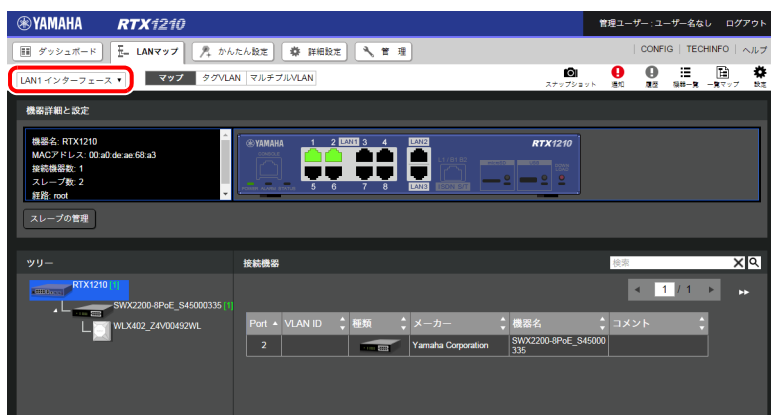 YAMAHA RTX1210 管理ユーザー : ユーザー名なし ログアウト
ダッシュボード LANマップ かんたん設定 詳細設定 管 理 CONFIG TECHINFO ヘルプ
LAN1 インターフェース ▼ マップ タグVLAN マルチプルVLAN スナップショット 通知 履歴 機器一覧 一覧マップ 設定
機器詳細と設定
機器名: RTX1210
MACアドレス: 00:a0:de:ae:68:a3
接続機器数: 1
スレーブ数: 2
経路: root
YAMAHA 1 2 LAN1 3 4 LAN2 RTX1210
CONSOLE L1 / B1 B2
5 6 7 8 LAN3 ISDN S/T
スレーブの管理
ツリー
RTX1210 [1]
SWX2200-8PoE_S45000335 [1]
WLX402_Z4V00492WL
接続機器 検索
1 / 1
Port VLAN ID 種類 メーカー 機器名 コメント
2 Yamaha Corporation SWX2200-8PoE_S45000
335